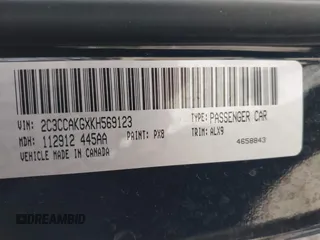 VIN: 2C3CCAKGXKH569123 TYPE: PASSENGER CAR
MDH: 112912 445AA PAINT: PX8 TRIM: ALX9
VEHICLE MADE IN CANADA 4658843
DREAMBID